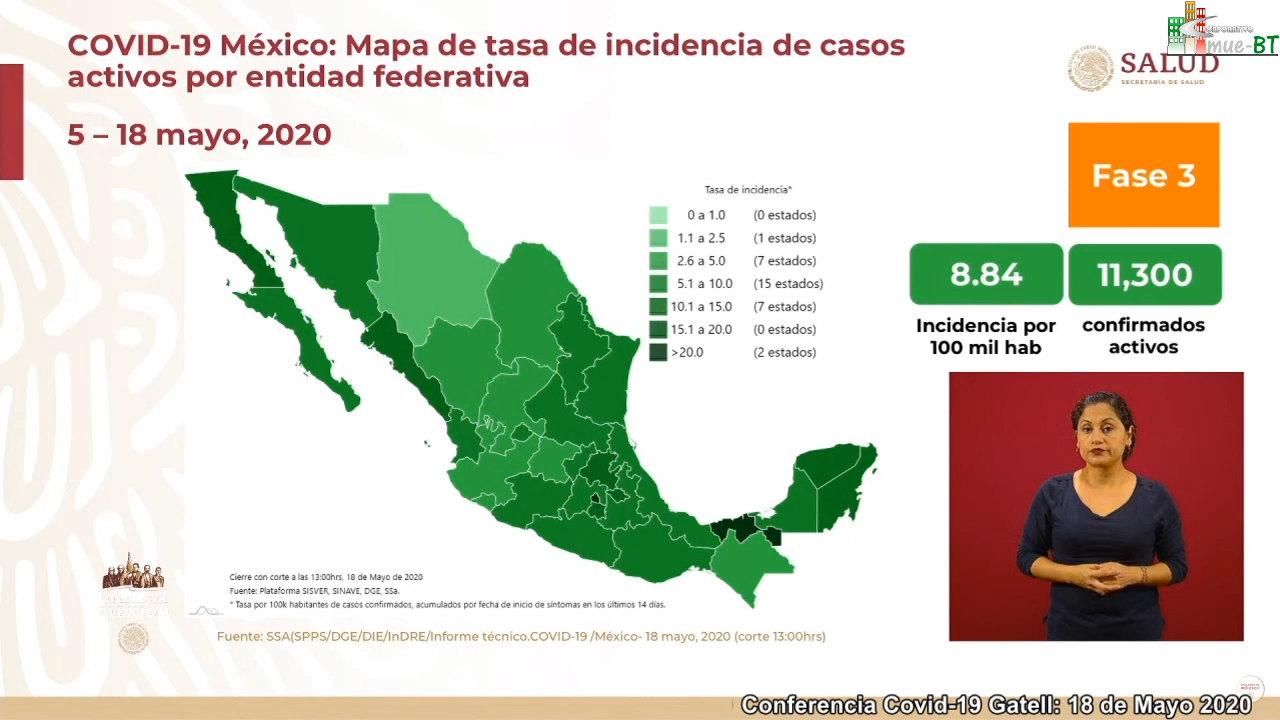 COVID-19 México: Mapa de tasa de incidencia de casos
activos por entidad federativa
5 – 18 mayo, 2020
CORPORATIVO
mue-BT
SALUD
SECRETARÍA DE SALUD
Fase 3
8.84
11,300
Incidencia por
100 mil hab
confirmados
activos
Tasa de incidencia*
0 a 1.0 (0 estados)
1.1 a 2.5 (1 estados)
2.6 a 5.0 (7 estados)
5.1 a 10.0 (15 estados)
10.1 a 15.0 (7 estados)
15.1 a 20.0 (0 estados)
>20.0 (2 estados)
Cierre con corte a las 13:00hrs, 18 de Mayo de 2020
Fuente: Plataforma SISVER, SINAVE, DGE, SSa.
* Tasa por 100k habitantes de casos confirmados, acumulados por fecha de inicio de síntomas en los últimos 14 días.
Fuente: SSA(SPPS/DGE/DIE/InDRE/Informe técnico.COVID-19 /México- 18 mayo, 2020 (corte 13:00hrs)
Conferencia Covid-19 Gatell: 18 de Mayo 2020